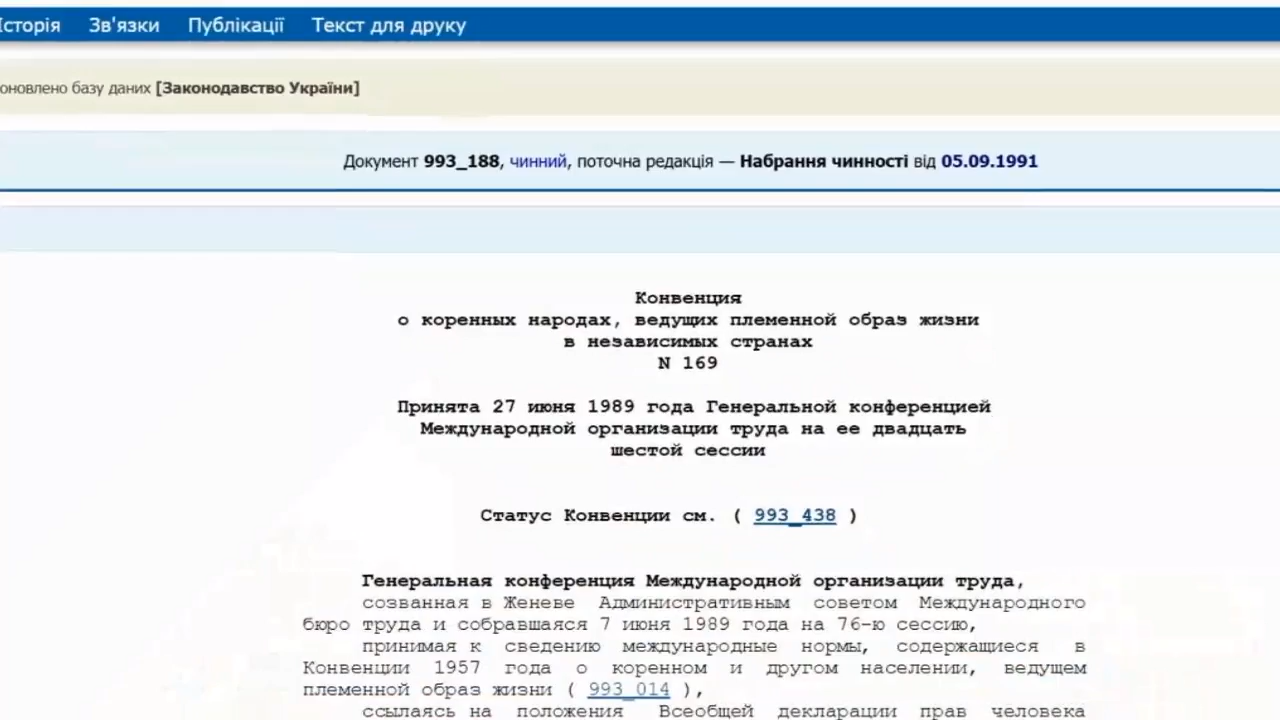 Історія Зв'язки Публікації Текст для друку
оновлено базу даних [Законодавство України]
Документ 993_188, чинний, поточна редакція — Набрання чинності від 05.09.1991
Конвенция
о коренных народах, ведущих племенной образ жизни
в независимых странах
N 169
Принята 27 июня 1989 года Генеральной конференцией
Международной организации труда на ее двадцать
шестой сессии
Статус Конвенции см. ( 993_438 )
Генеральная конференция Международной организации труда,
созванная в Женеве Административным советом Международного
бюро труда и собравшаяся 7 июня 1989 года на 76-ю сессию,
принимая к сведению международные нормы, содержащиеся в
Конвенции 1957 года о коренном и другом населении, ведущем
племенной образ жизни ( 993_014 ),
ссылаясь на положения Всеобщей декларации прав человека